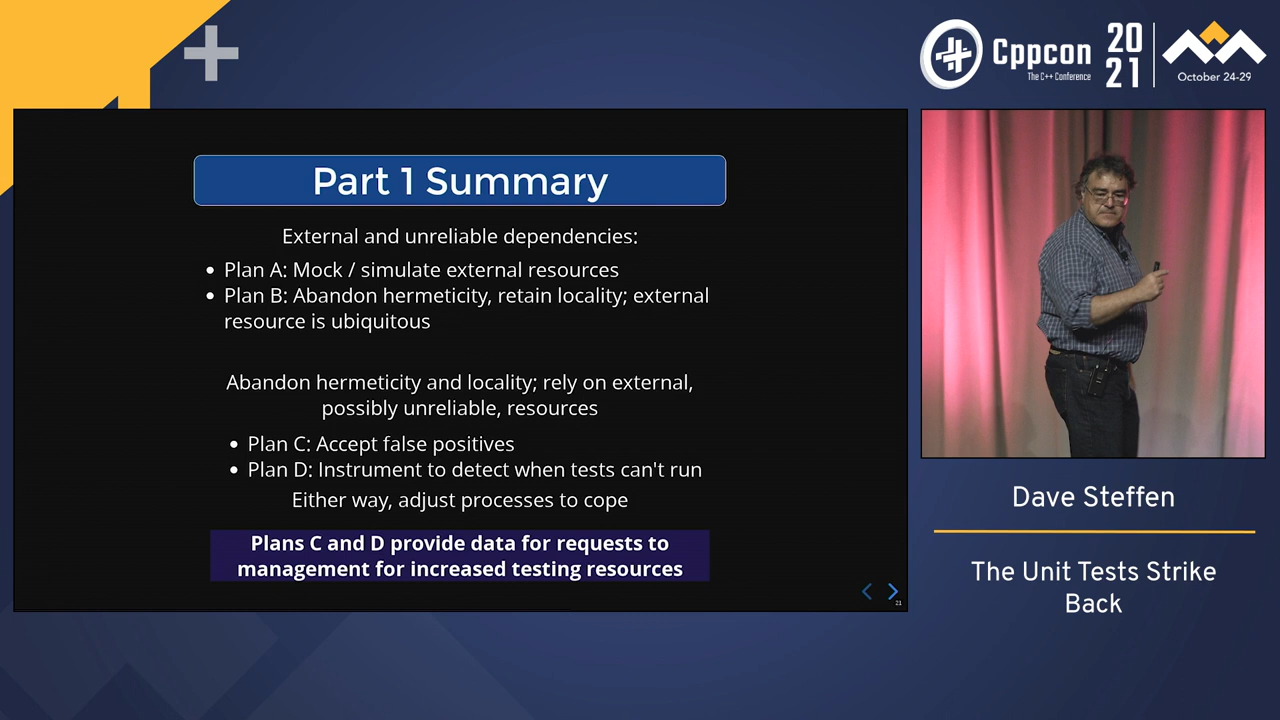 Cppcon
The C++ Conference
20
21
October 24-29
Part 1 Summary
External and unreliable dependencies:
Plan A: Mock / simulate external resources
Plan B: Abandon hermeticity, retain locality; external
resource is ubiquitous
Abandon hermeticity and locality; rely on external,
possibly unreliable, resources
Plan C: Accept false positives
Plan D: Instrument to detect when tests can't run
Either way, adjust processes to cope
Plans C and D provide data for requests to
management for increased testing resources
21
Dave Steffen
The Unit Tests Strike
Back